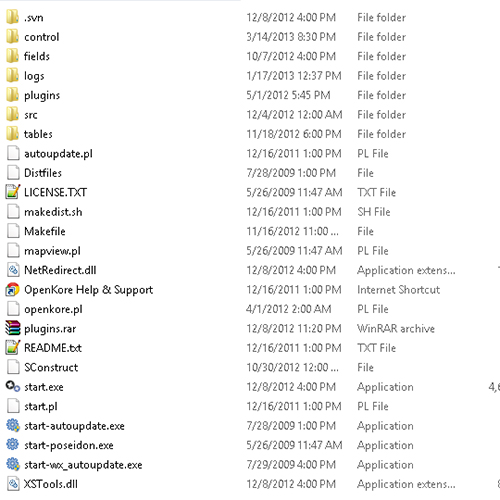 .svn 12/8/2012 4:00 PM File folder
control 3/14/2013 8:30 PM File folder
fields 10/7/2012 4:00 PM File folder
logs 1/17/2013 12:37 PM File folder
plugins 5/1/2012 5:45 PM File folder
src 12/4/2012 12:00 AM File folder
tables 11/18/2012 6:00 PM File folder
autoupdate.pl 12/16/2011 1:00 PM PL File
Distfiles 7/28/2009 1:00 PM File
LICENSE.TXT 5/26/2009 11:47 AM TXT File
makedist.sh 12/16/2011 1:00 PM SH File
Makefile 11/16/2012 11:00 ... File
mapview.pl 5/26/2009 11:47 AM PL File
NetRedirect.dll 12/8/2012 4:00 PM Application extens...
OpenKore Help & Support 12/16/2011 1:00 PM Internet Shortcut
openkore.pl 4/1/2012 2:00 AM PL File
plugins.rar 12/8/2012 11:20 PM WinRAR archive
README.txt 12/16/2011 1:00 PM TXT File
SConstruct 10/30/2012 12:00 ... File
start.exe 12/8/2012 4:00 PM Application 4,6
start.pl 12/16/2011 1:00 PM PL File
start-autoupdate.exe 7/28/2009 1:00 PM Application
start-poseidon.exe 5/26/2009 11:47 AM Application
start-wx_autoupdate.exe 7/29/2009 4:00 PM Application
XSTools.dll 12/8/2012 4:00 PM Application extens...